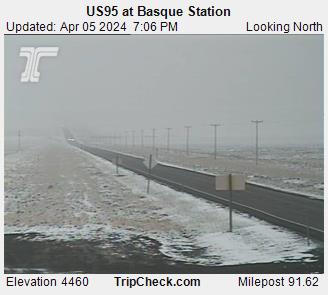 US95 at Basque Station
Updated: Apr 05 2024 7:06 PM Looking North
Elevation 4460 TripCheck.com Milepost 91.62